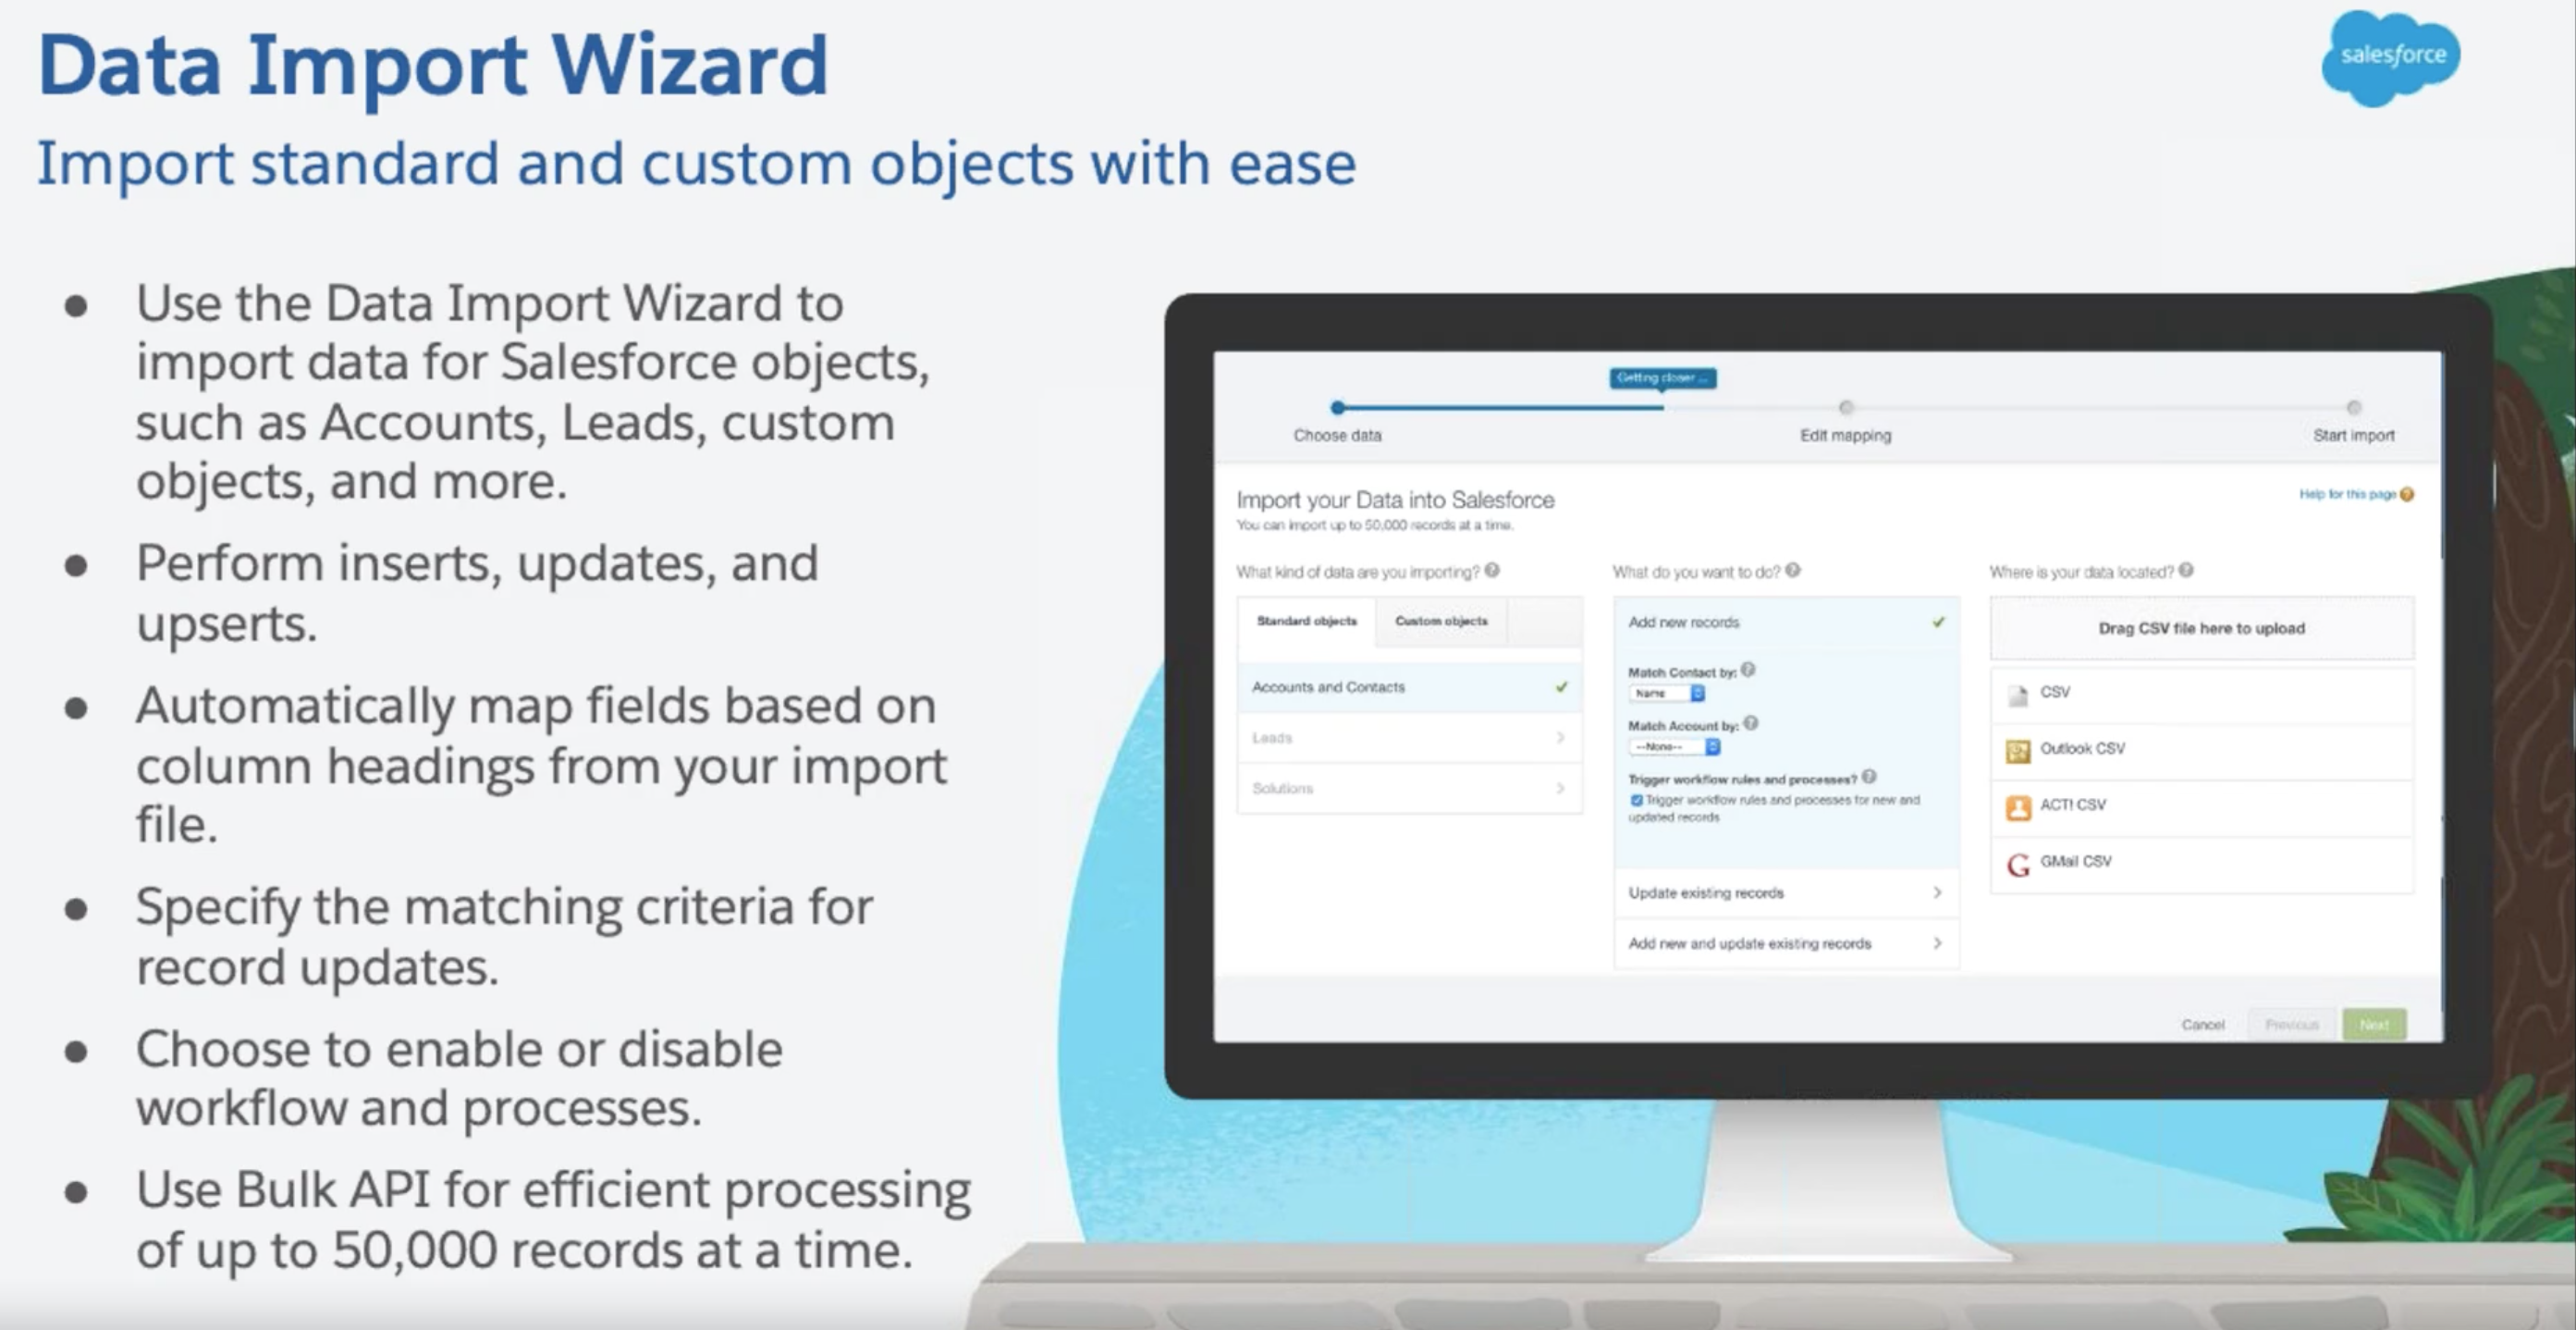 Data Import Wizard
salesforce
Import standard and custom objects with ease
● Use the Data Import Wizard to
import data for Salesforce objects,
such as Accounts, Leads, custom
objects, and more.
● Perform inserts, updates, and
upserts.
● Automatically map fields based on
column headings from your import
file.
● Specify the matching criteria for
record updates.
● Choose to enable or disable
workflow and processes.
● Use Bulk API for efficient processing
of up to 50,000 records at a time.
Getting closer ...
Choose data
Edit mapping
Start import
Import your Data into Salesforce
Help for this page
You can import up to 50,000 records at a time.
What kind of data are you importing?
Standard objects
Custom objects
Accounts and Contacts
Leads
Solutions
What do you want to do?
Add new records
Match Contact by:
Name
Match Account by:
--None--
Trigger workflow rules and processes?
Trigger workflow rules and processes for new and
updated records
Update existing records
Add new and update existing records
Where is your data located?
Drag CSV file here to upload
CSV
Outlook CSV
ACT! CSV
GMail CSV
Cancel
Previous
Next